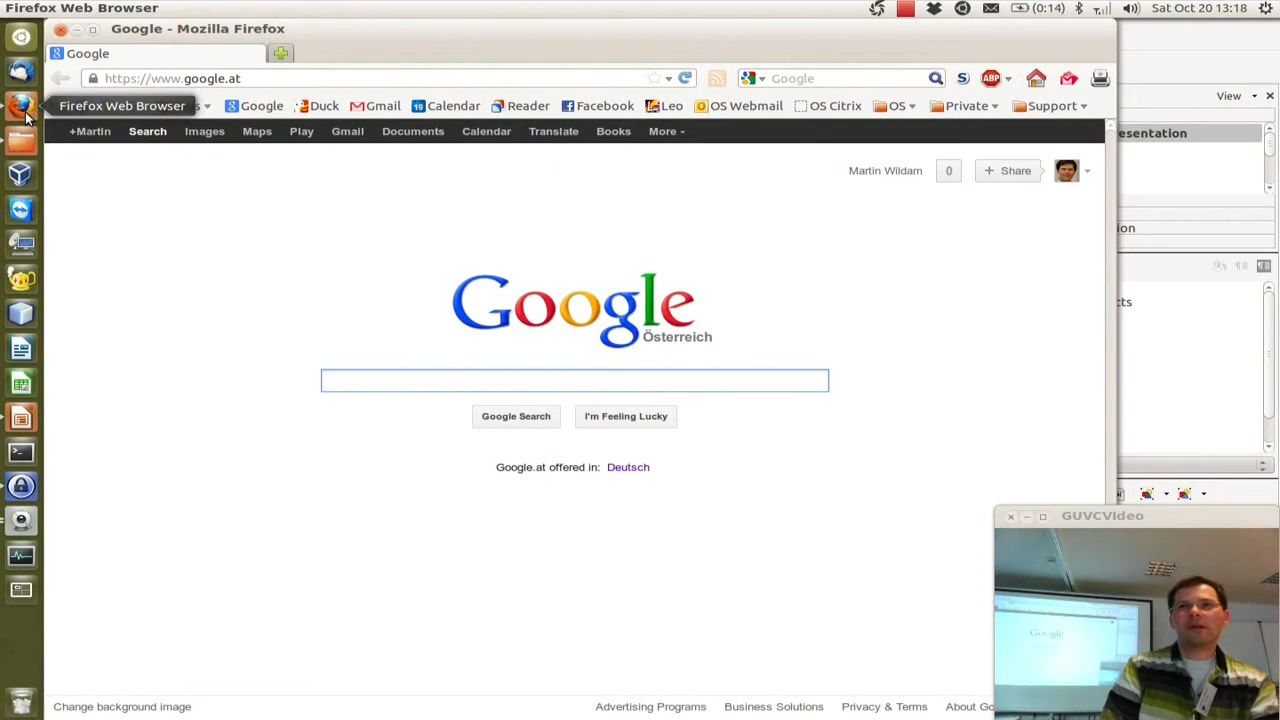 Firefox Web Browser
(0:14)
Sat Oct 20 13:18
Google - Mozilla Firefox
Google
https://www.google.at
Google
ABP
Firefox Web Browser
s
Google
Duck
Gmail
Calendar
Reader
Facebook
Leo
OS Webmail
OS Citrix
OS
Private
Support
+Martin
Search
Images
Maps
Play
Gmail
Documents
Calendar
Translate
Books
More
Martin Wildam
0
+ Share
View
esentation
ion
cts
Google
Österreich
Google Search
I'm Feeling Lucky
Google.at offered in: Deutsch
GUVCVideo
Google
Change background image
Advertising Programs
Business Solutions
Privacy & Terms
About Go